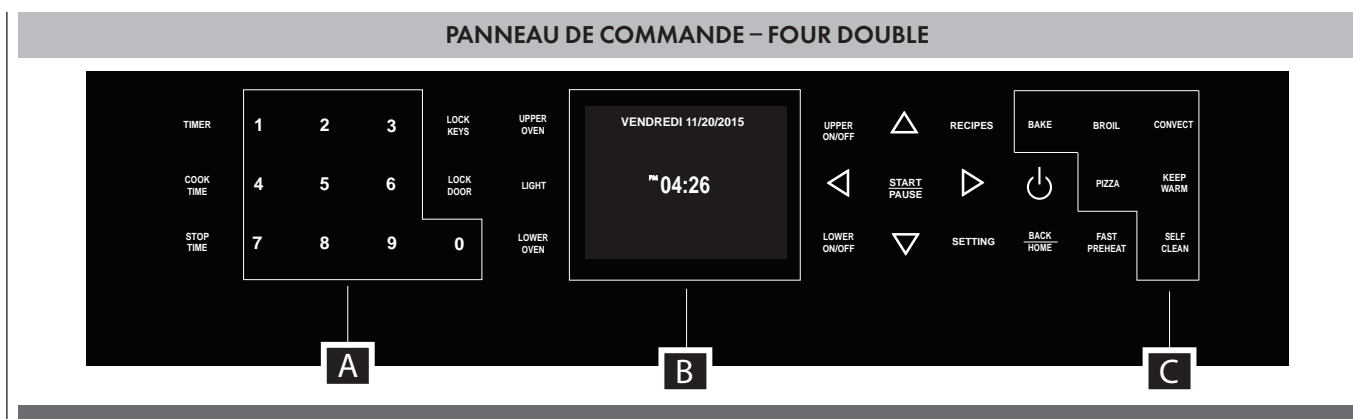 PANNEAU DE COMMANDE – FOUR DOUBLE
TIMER
1
2
3
LOCK
KEYS
UPPER
OVEN
VENDREDI 11/20/2015
UPPER
ON/OFF
RECIPES
BAKE
BROIL
CONVECT
COOK
TIME
4
5
6
LOCK
DOOR
LIGHT
PM 04:26
START
PAUSE
PIZZA
KEEP
WARM
STOP
TIME
7
8
9
0
LOWER
OVEN
LOWER
ON/OFF
SETTING
BACK
HOME
FAST
PREHEAT
SELF
CLEAN
A
B
C